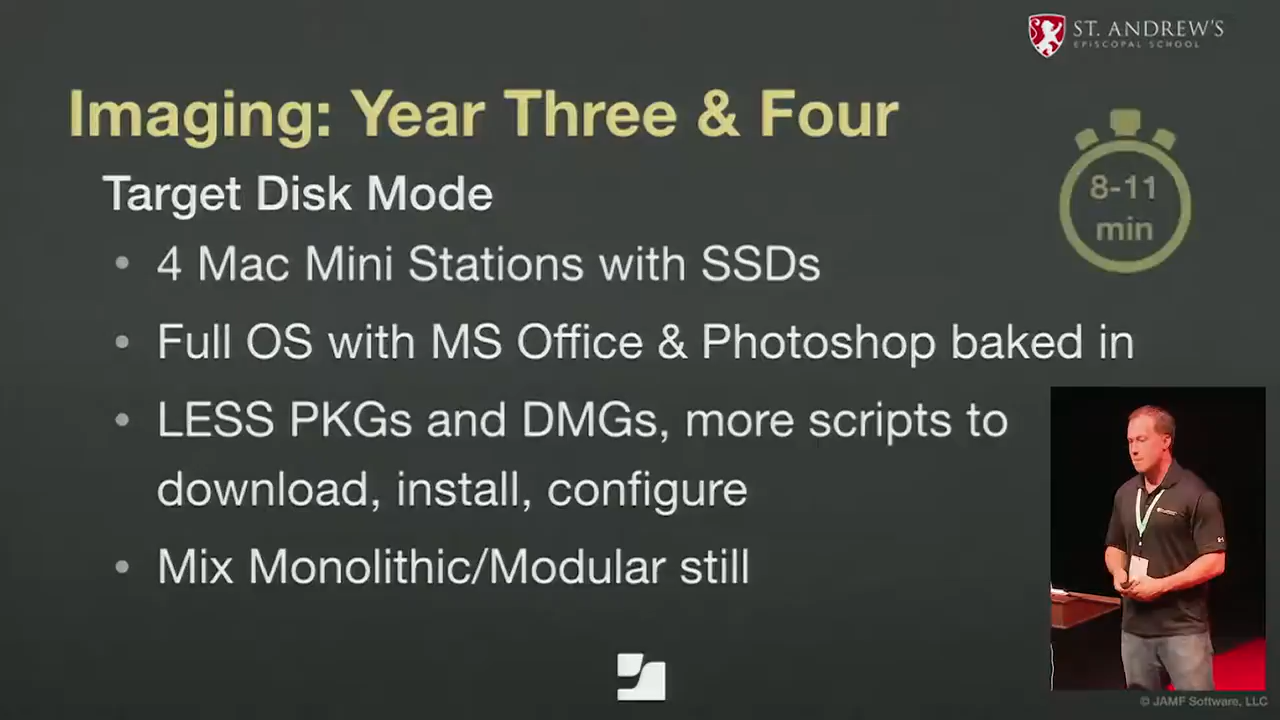 ST. ANDREW'S
EPISCOPAL SCHOOL
Imaging: Year Three & Four
8-11
min
Target Disk Mode
• 4 Mac Mini Stations with SSDs
• Full OS with MS Office & Photoshop baked in
• LESS PKGs and DMGs, more scripts to
download, install, configure
• Mix Monolithic/Modular still
© JAMF Software, LLC